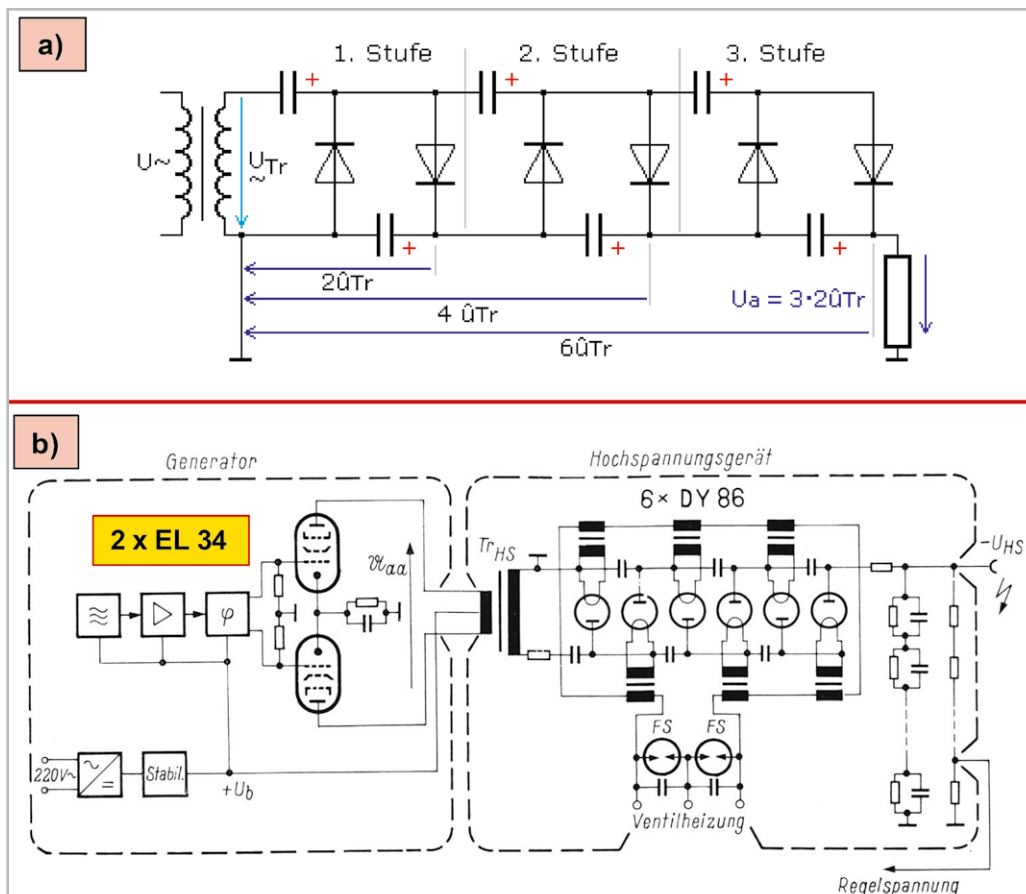 a)
1. Stufe
2. Stufe
3. Stufe
+
+
+
U~
UTr
~
+
+
+
2ûTr
4 ûTr
6ûTr
Ua = 3·2ûTr
b)
Generator
Hochspannungsgerät
6× DY 86
2 x EL 34
TrHS
-UHS
φ
FS
FS
220V~
~
=
Stabil.
+Ub
Ventilheizung
Regelspannung